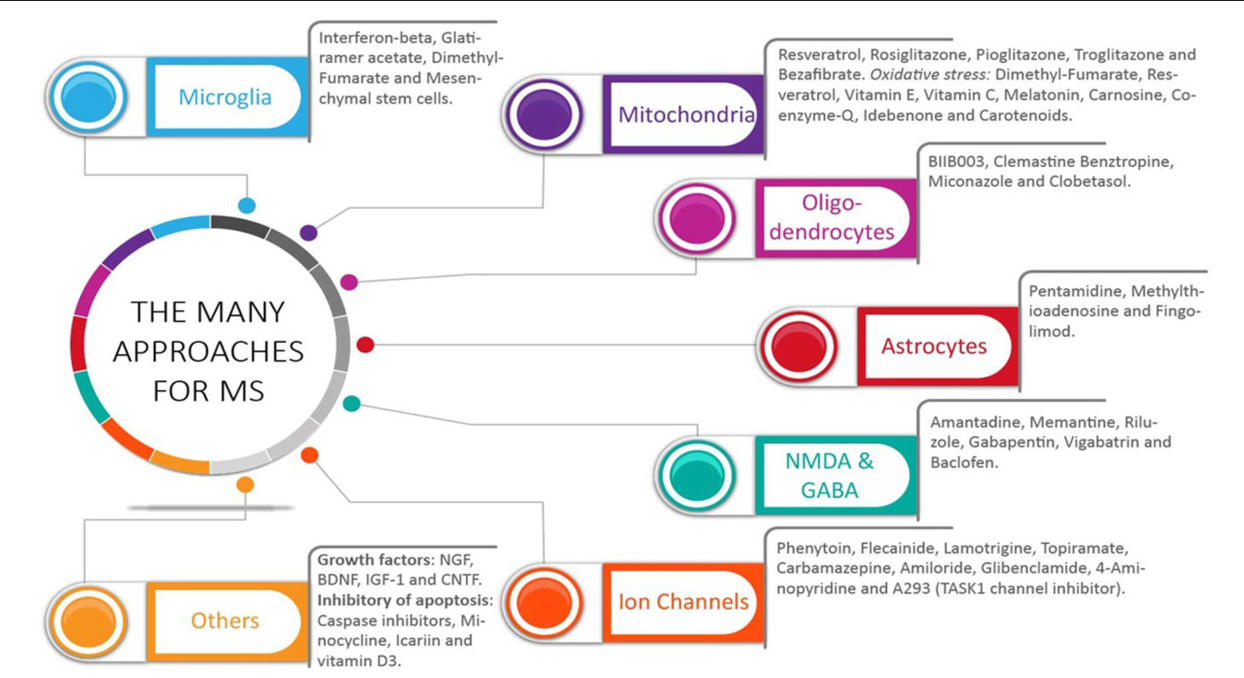 THE MANY
APPROACHES
FOR MS
Microglia
Interferon-beta, Glati-
ramer acetate, Dimethyl-
Fumarate and Mesen-
chymal stem cells.
Mitochondria
Resveratrol, Rosiglitazone, Pioglitazone, Troglitazone and
Bezafibrate. Oxidative stress: Dimethyl-Fumarate, Res-
veratrol, Vitamin E, Vitamin C, Melatonin, Carnosine, Co-
enzyme-Q, Idebenone and Carotenoids.
Oligo-
dendrocytes
BIIB003, Clemastine Benztropine,
Miconazole and Clobetasol.
Astrocytes
Pentamidine, Methylth-
ioadenosine and Fingo-
limod.
NMDA &
GABA
Amantadine, Memantine, Rilu-
zole, Gabapentin, Vigabatrin and
Baclofen.
Ion Channels
Phenytoin, Flecainide, Lamotrigine, Topiramate,
Carbamazepine, Amiloride, Glibenclamide, 4-Ami-
nopyridine and A293 (TASK1 channel inhibitor).
Others
Growth factors: NGF,
BDNF, IGF-1 and CNTF.
Inhibitory of apoptosis:
Caspase inhibitors, Mi-
nocycline, Icariin and
vitamin D3.